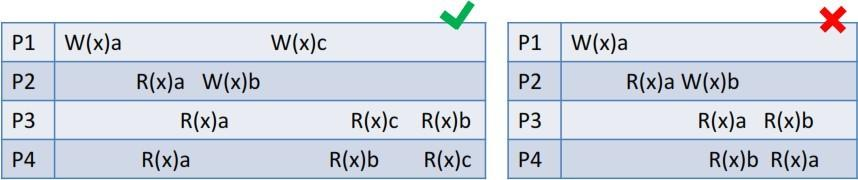 P1 W(x)a W(x)c
P2 R(x)a W(x)b
P3 R(x)a R(x)c R(x)b
P4 R(x)a R(x)b R(x)c
P1 W(x)a
P2 R(x)a W(x)b
P3 R(x)a R(x)b
P4 R(x)b R(x)a